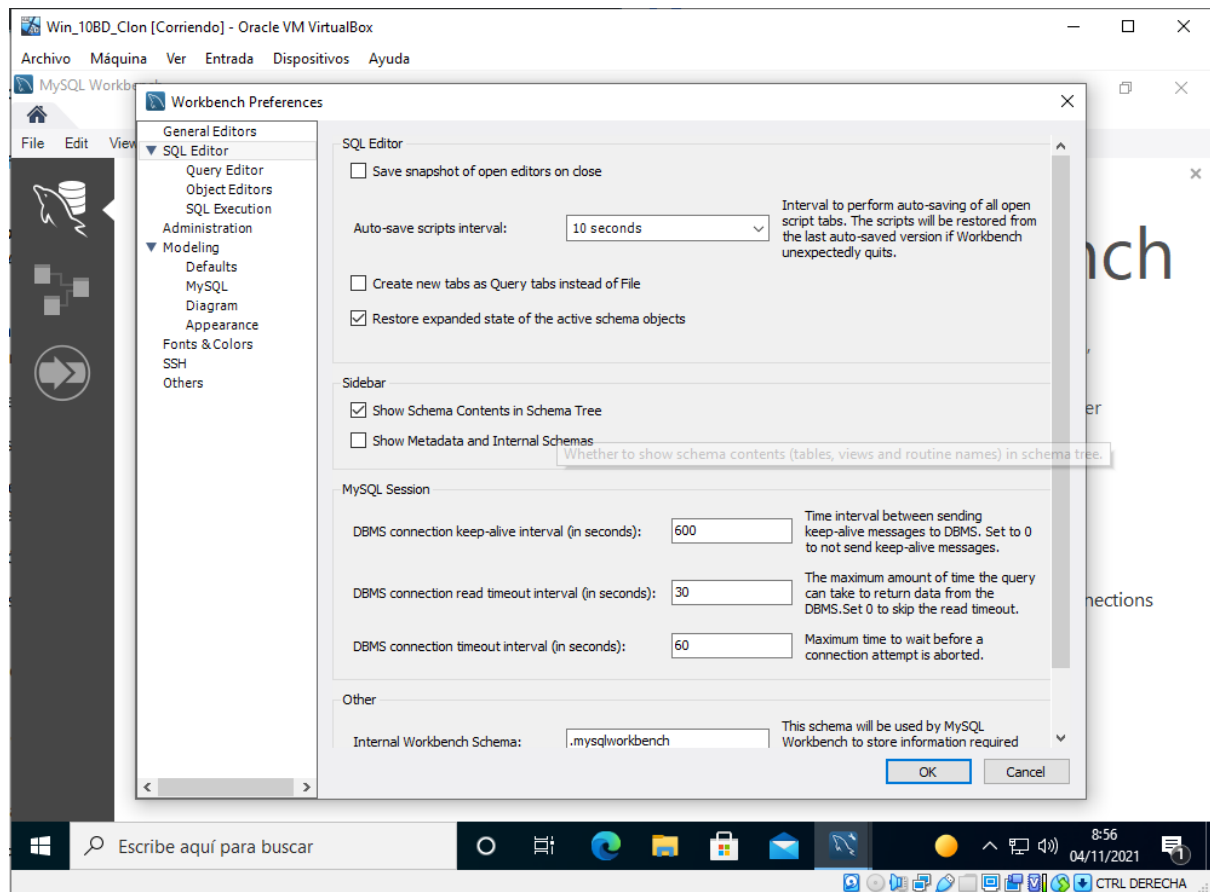 Win_10BD_Clon [Corriendo] - Oracle VM VirtualBox
Archivo Máquina Ver Entrada Dispositivos Ayuda
MySQL Workbe
File Edit View
Workbench Preferences
General Editors
SQL Editor
Query Editor
Object Editors
SQL Execution
Administration
Modeling
Defaults
MySQL
Diagram
Appearance
Fonts & Colors
SSH
Others
SQL Editor
Save snapshot of open editors on close
Auto-save scripts interval:
10 seconds
Interval to perform auto-saving of all open
script tabs. The scripts will be restored from
the last auto-saved version if Workbench
unexpectedly quits.
Create new tabs as Query tabs instead of File
Restore expanded state of the active schema objects
Sidebar
Show Schema Contents in Schema Tree
Show Metadata and Internal Schemas
Whether to show schema contents (tables, views and routine names) in schema tree.
MySQL Session
DBMS connection keep-alive interval (in seconds):
600
Time interval between sending
keep-alive messages to DBMS. Set to 0
to not send keep-alive messages.
DBMS connection read timeout interval (in seconds):
30
The maximum amount of time the query
can take to return data from the
DBMS.Set 0 to skip the read timeout.
DBMS connection timeout interval (in seconds):
60
Maximum time to wait before a
connection attempt is aborted.
Other
Internal Workbench Schema:
.mysqlworkbench
This schema will be used by MySQL
Workbench to store information required
OK Cancel
nch
er
nections
Escribe aquí para buscar
8:56
04/11/2021
1
CTRL DERECHA